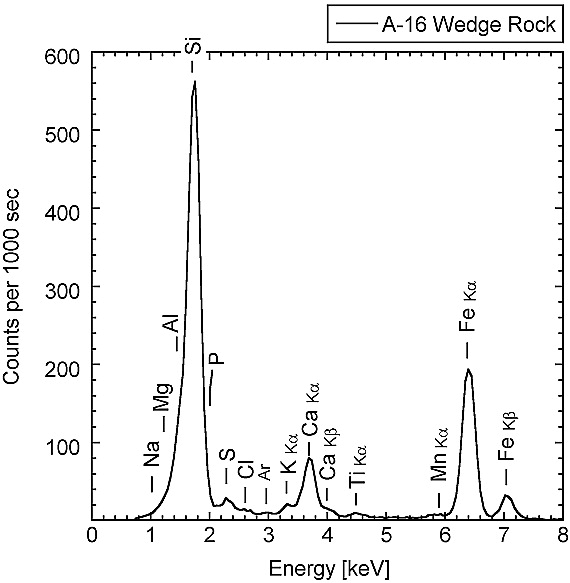 A-16 Wedge Rock
600
500
400
300
200
100
Counts per 1000 sec
Na
Mg
Al
Si
P
S
Cl
Ar
K Kα
Ca Kα
Ca Kβ
Ti Kα
Mn Kα
Fe Kα
Fe Kβ
0 1 2 3 4 5 6 7 8
Energy [keV]